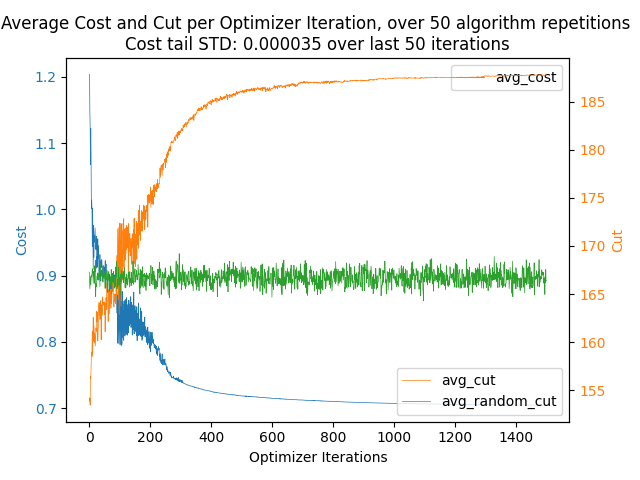 Average Cost and Cut per Optimizer Iteration, over 50 algorithm repetitions
Cost tail STD: 0.000035 over last 50 iterations
1.2
1.1
1.0
0.9
0.8
0.7
Cost
avg_cost
185
180
175
170
165
160
155
Cut
avg_cut
avg_random_cut
0 200 400 600 800 1000 1200 1400
Optimizer Iterations